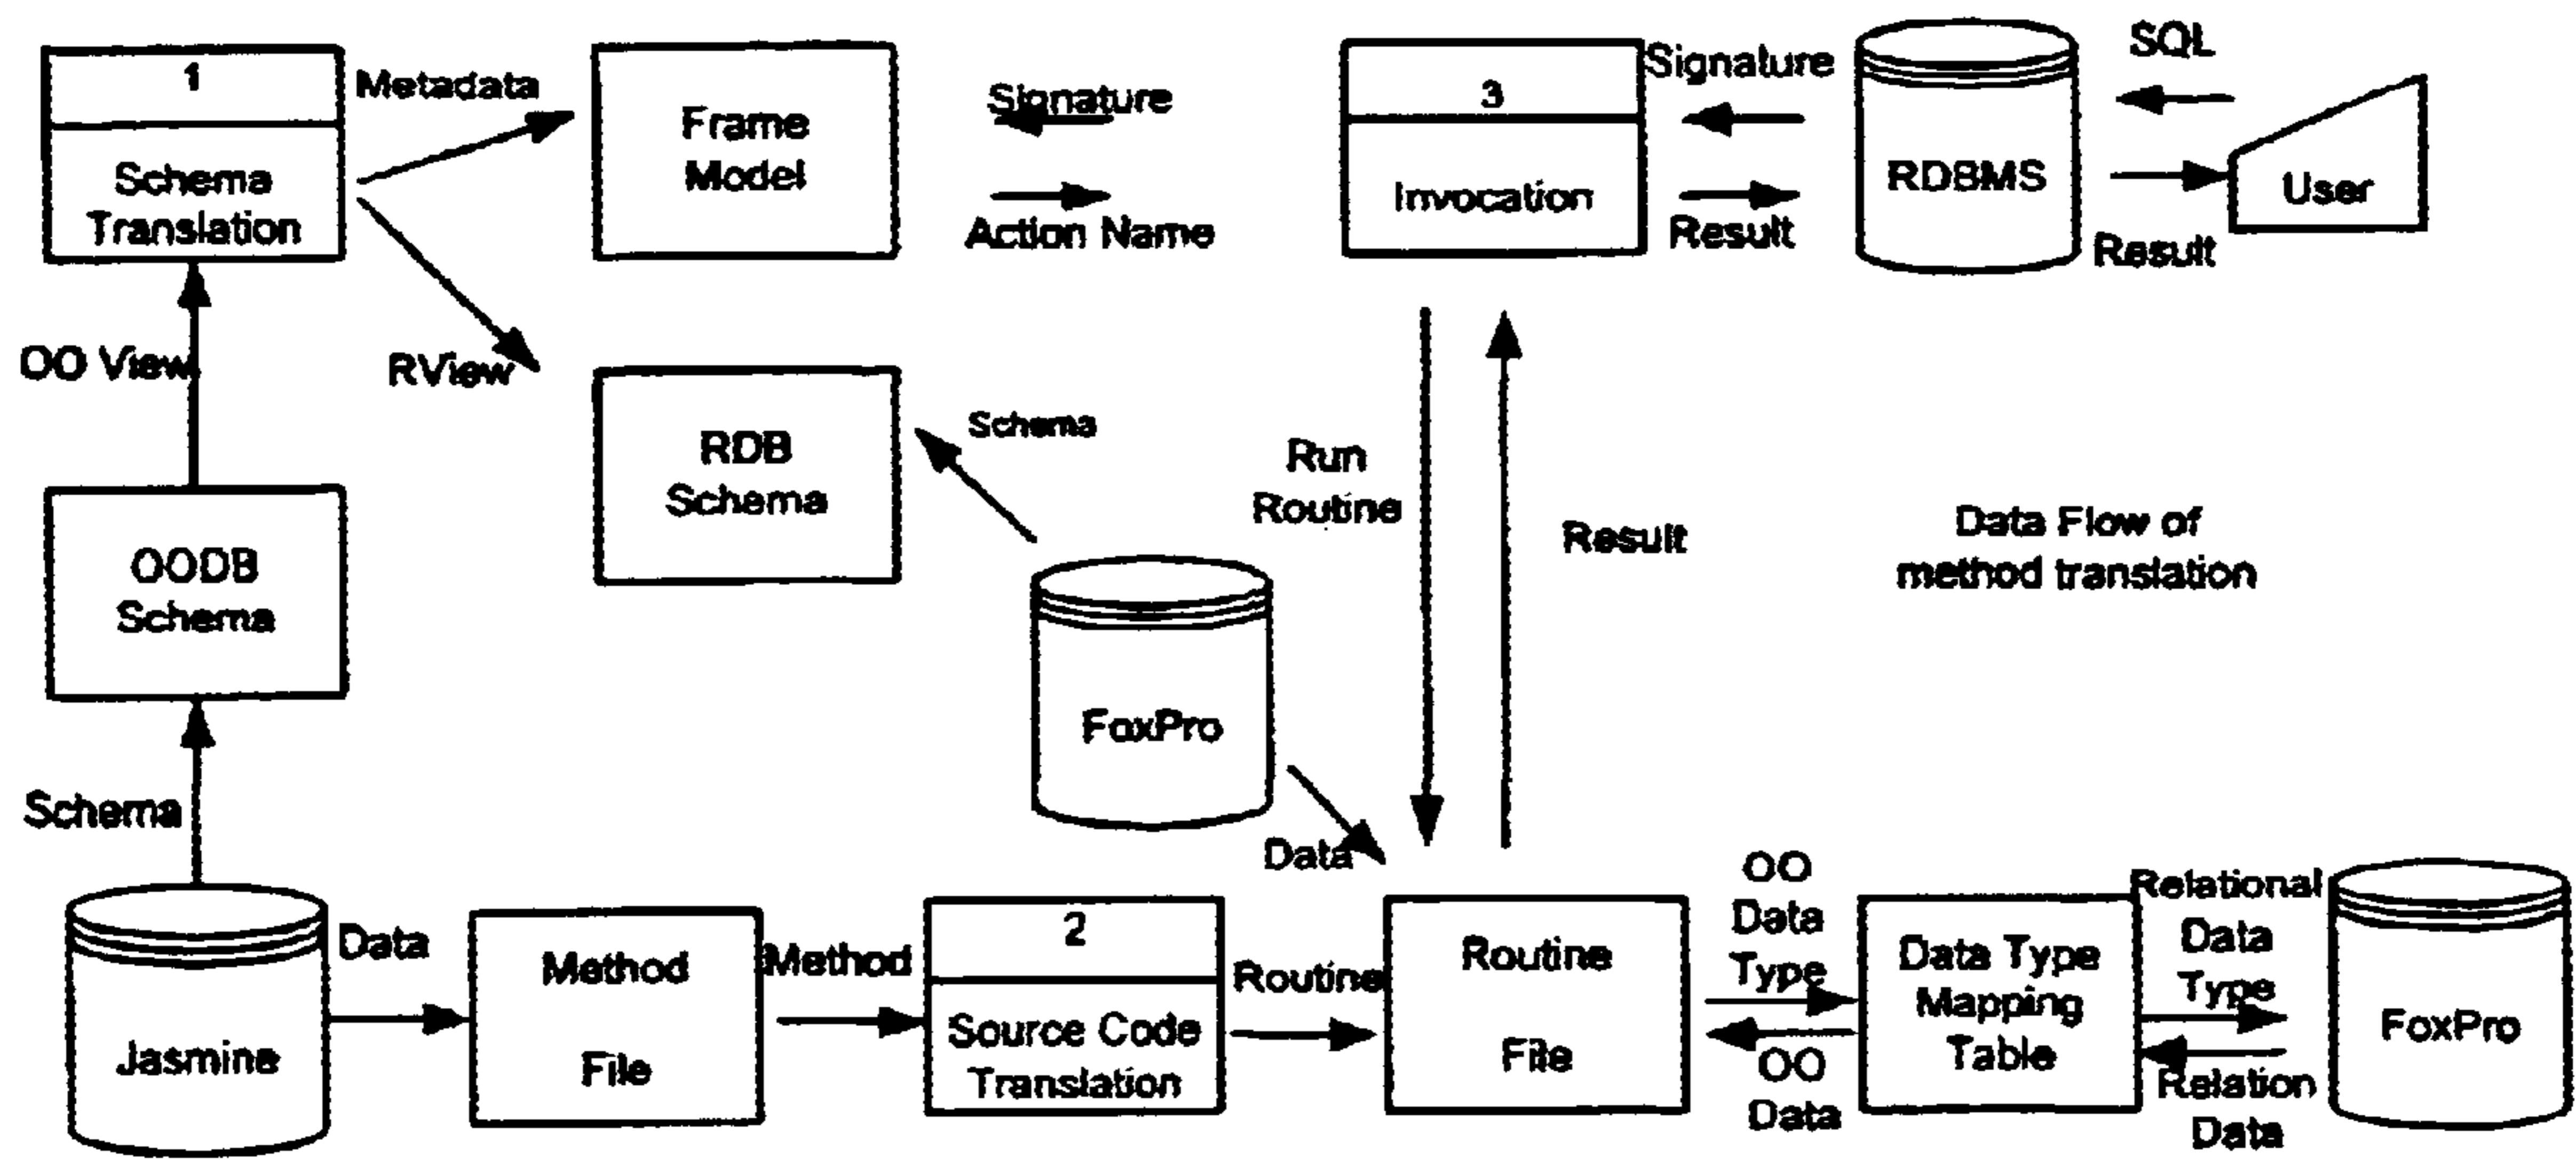 1
Schema
Translation
Metadata
Frame
Model
Signature
Action Name
3
Invocation
Signature
Result
RDBMS
SQL
Result
User
OO View
RView
RDB
Schema
Schema
Run
Routine
Result
Data Flow of
method translation
OODB
Schema
FoxPro
Schema
Data
Jasmine
Data
Method
File
Method
2
Source Code
Translation
Routine
Routine
File
OO
Data
Type
OO
Data
Data Type
Mapping
Table
Relational
Data
Type
Relation
Data
FoxPro